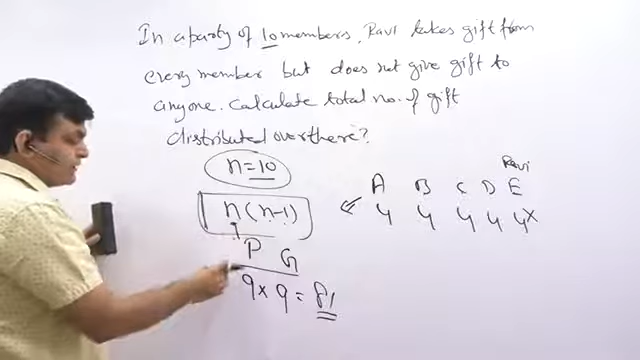 In a party of 10 members, Ravi takes gift from
every member but does not give gift to
anyone. Calculate total no. of gift
distributed over there?
n=10
Ravi
A B C D E
n(n-1)
4 4 4 4 4×
P G
9×9=81